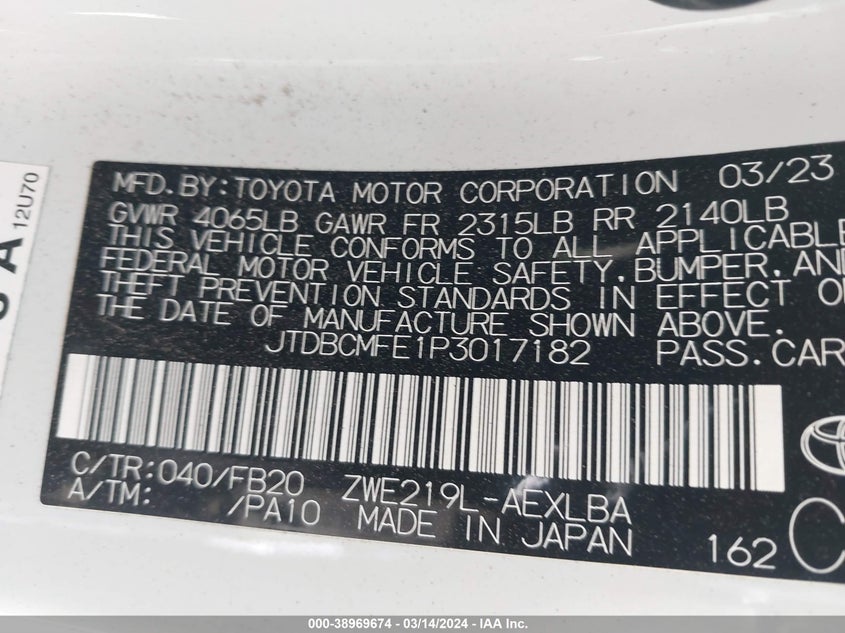 12U70
A
MFD.BY:TOYOTA MOTOR CORPORATION 03/23
GVWR 4065LB GAWR FR 2315LB RR 2140LB
THIS VEHICLE CONFORMS TO ALL APPLICABLE
FEDERAL MOTOR VEHICLE SAFETY,BUMPER,AND
THEFT PREVENTION STANDARDS IN EFFECT O
THE DATE OF MANUFACTURE SHOWN ABOVE.
JTDBCMFE1P3017182 PASS.CAR
C/TR:040/FB20 ZWE219L-AEXLBA
A/TM: /PA10 MADE IN JAPAN
162 C
000-38969674 - 03/14/2024 - IAA Inc.